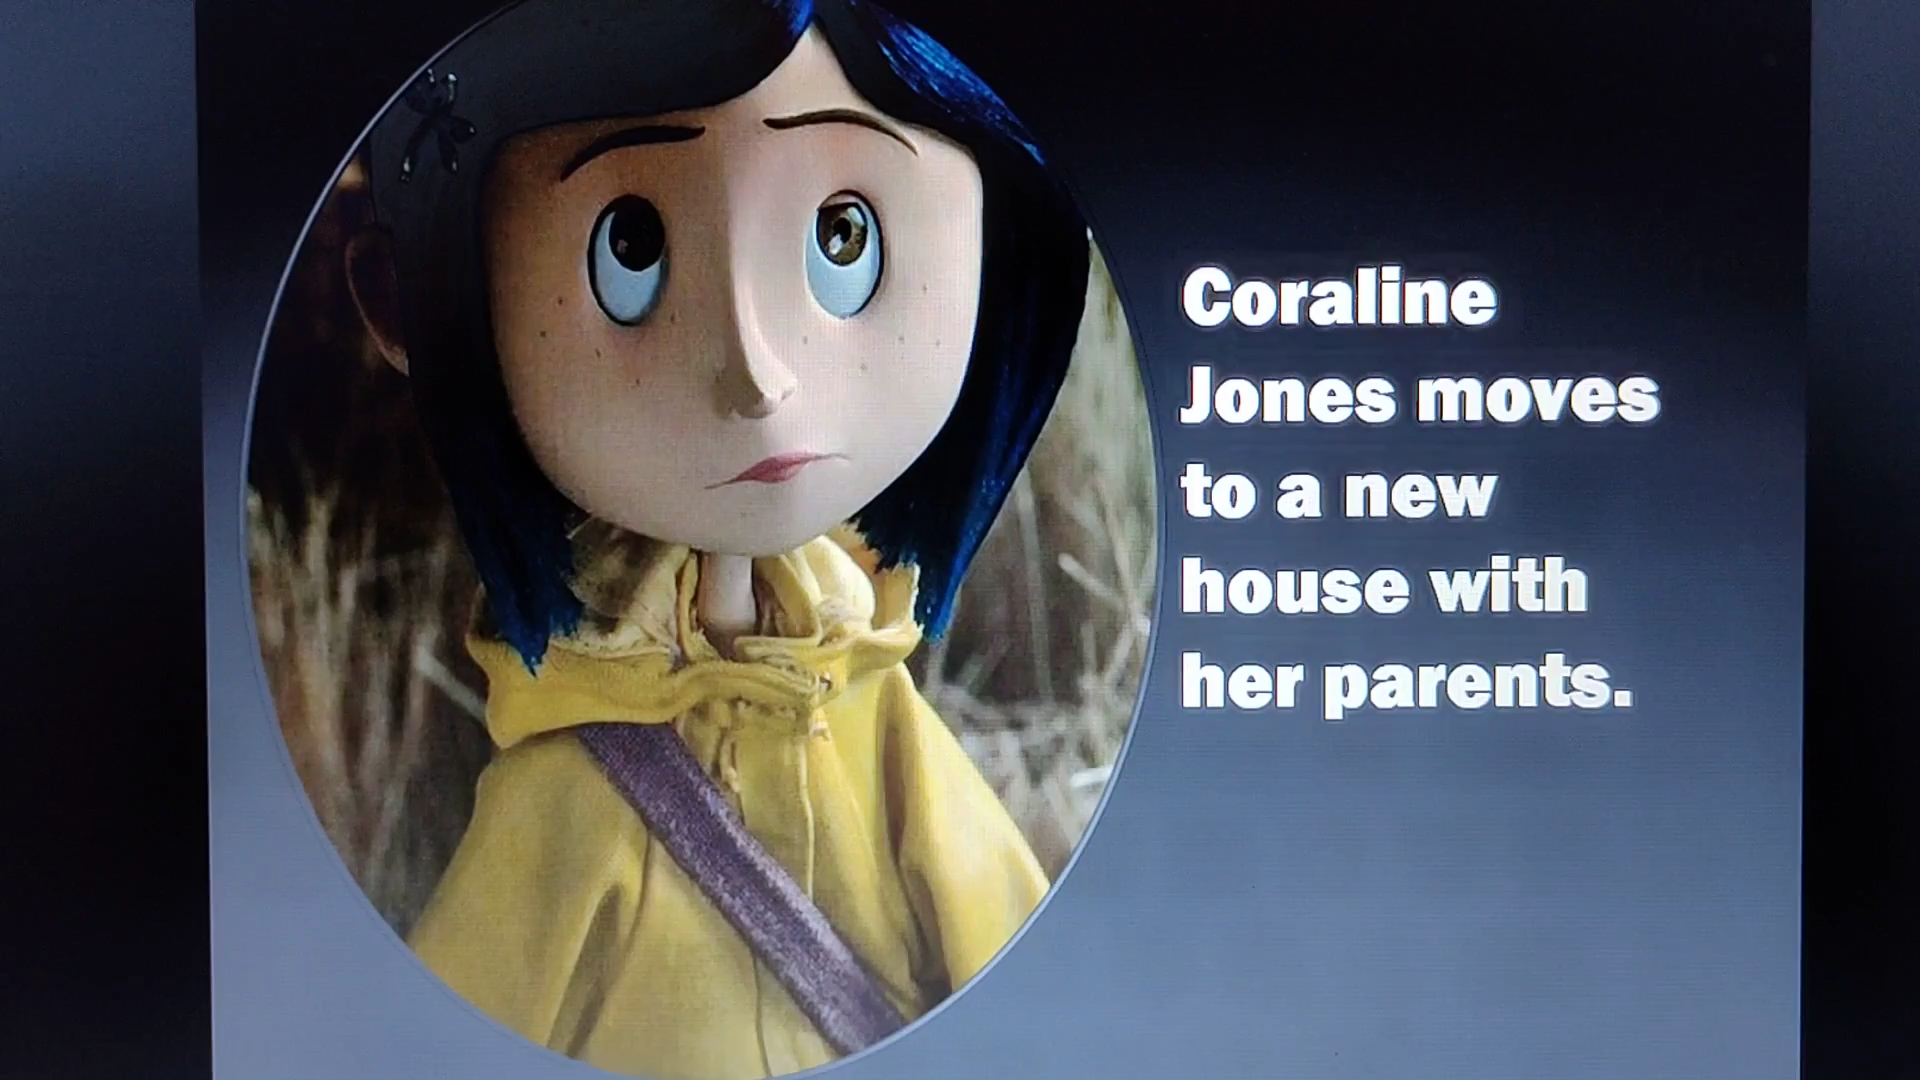 Coraline
Jones moves
to a new
house with
her parents.